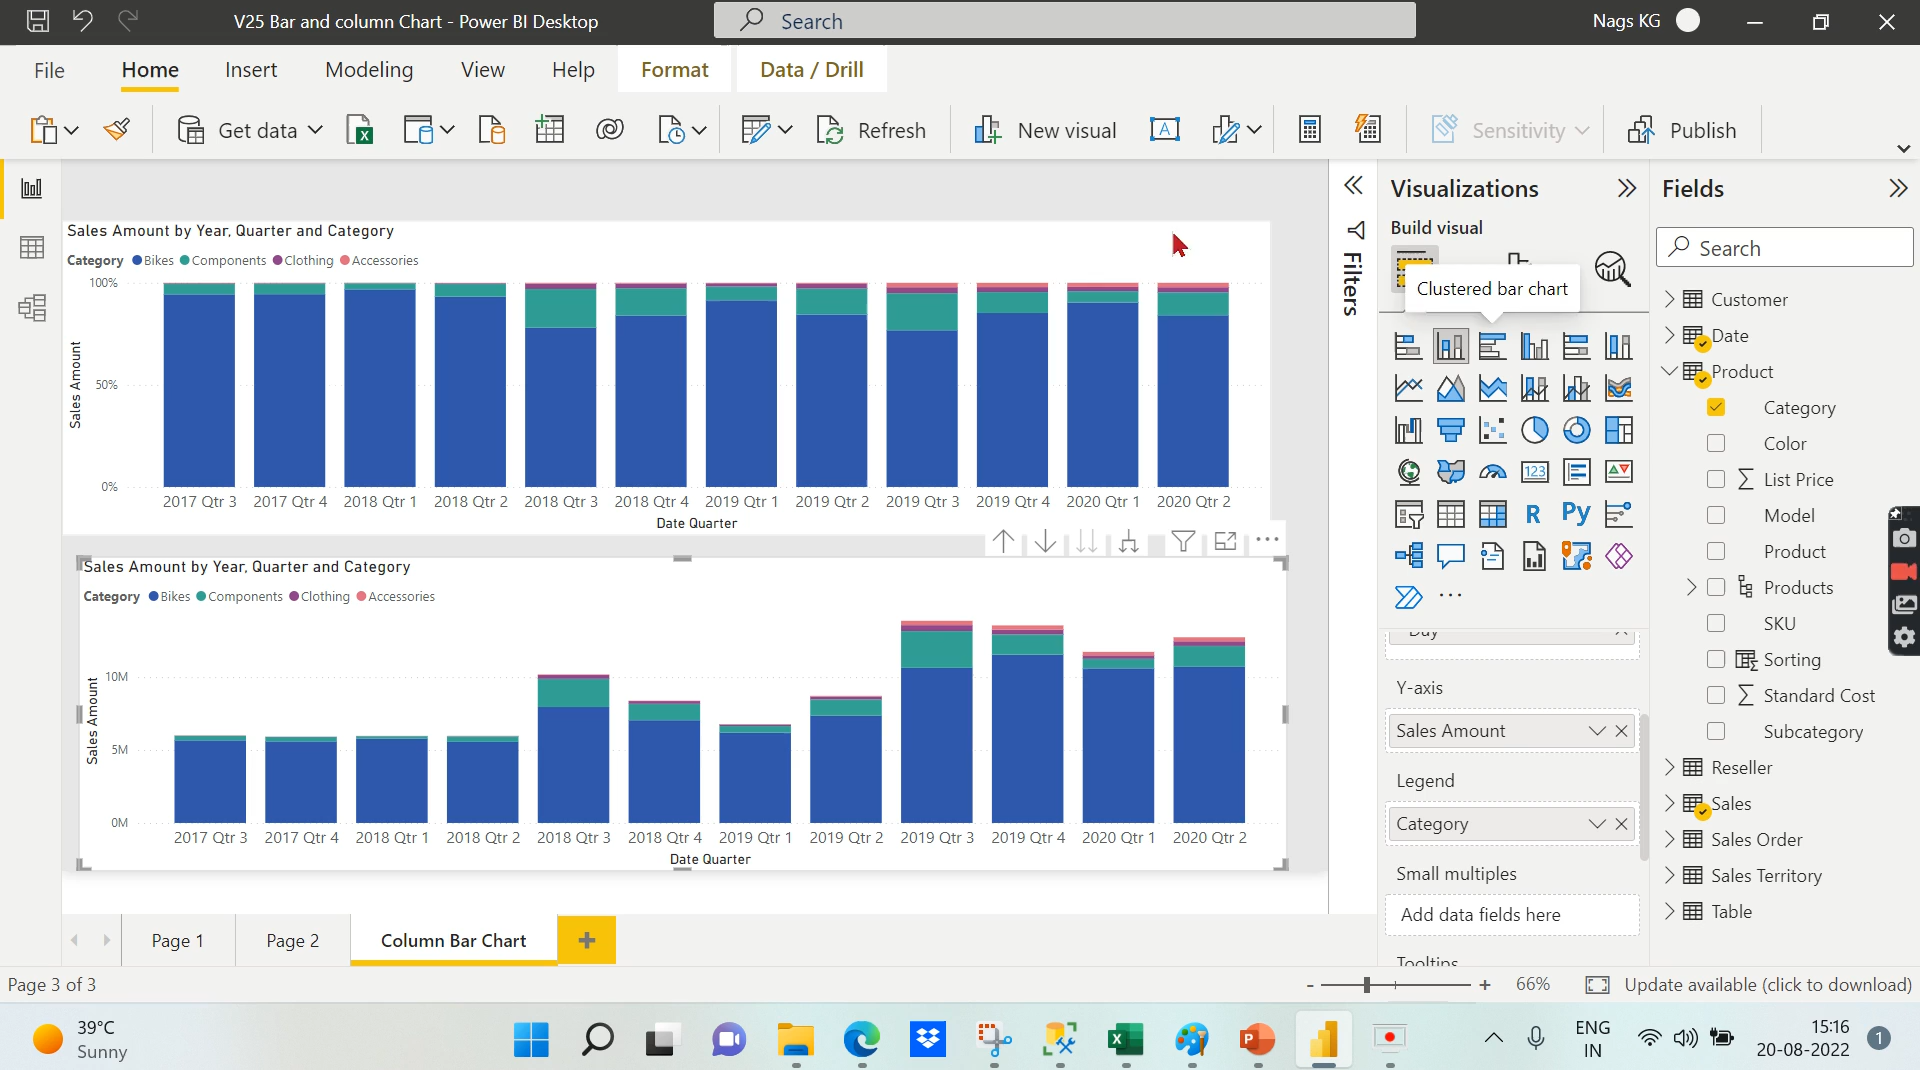 V25 Bar and column Chart - Power BI Desktop
Search
Nags KG
File
Home
Insert
Modeling
View
Help
Format
Data / Drill
Get data
Refresh
New visual
Sensitivity
Publish
Sales Amount by Year, Quarter and Category
Category Bikes Components Clothing Accessories
100%
50%
0%
Sales Amount
2017 Qtr 3 2017 Qtr 4 2018 Qtr 1 2018 Qtr 2 2018 Qtr 3 2018 Qtr 4 2019 Qtr 1 2019 Qtr 2 2019 Qtr 3 2019 Qtr 4 2020 Qtr 1 2020 Qtr 2
Date Quarter
Sales Amount by Year, Quarter and Category
Category Bikes Components Clothing Accessories
10M
5M
0M
Sales Amount
2017 Qtr 3 2017 Qtr 4 2018 Qtr 1 2018 Qtr 2 2018 Qtr 3 2018 Qtr 4 2019 Qtr 1 2019 Qtr 2 2019 Qtr 3 2019 Qtr 4 2020 Qtr 1 2020 Qtr 2
Date Quarter
Filters
Visualizations
Build visual
Clustered bar chart
123
R
Py
Day
Y-axis
Sales Amount
Legend
Category
Small multiples
Add data fields here
Tooltips
Fields
Search
Customer
Date
Product
Category
Color
List Price
Model
Product
Products
SKU
Sorting
Standard Cost
Subcategory
Reseller
Sales
Sales Order
Sales Territory
Table
Page 1
Page 2
Column Bar Chart
Page 3 of 3
66%
Update available (click to download)
39°C
Sunny
ENG
IN
15:16
20-08-2022
1